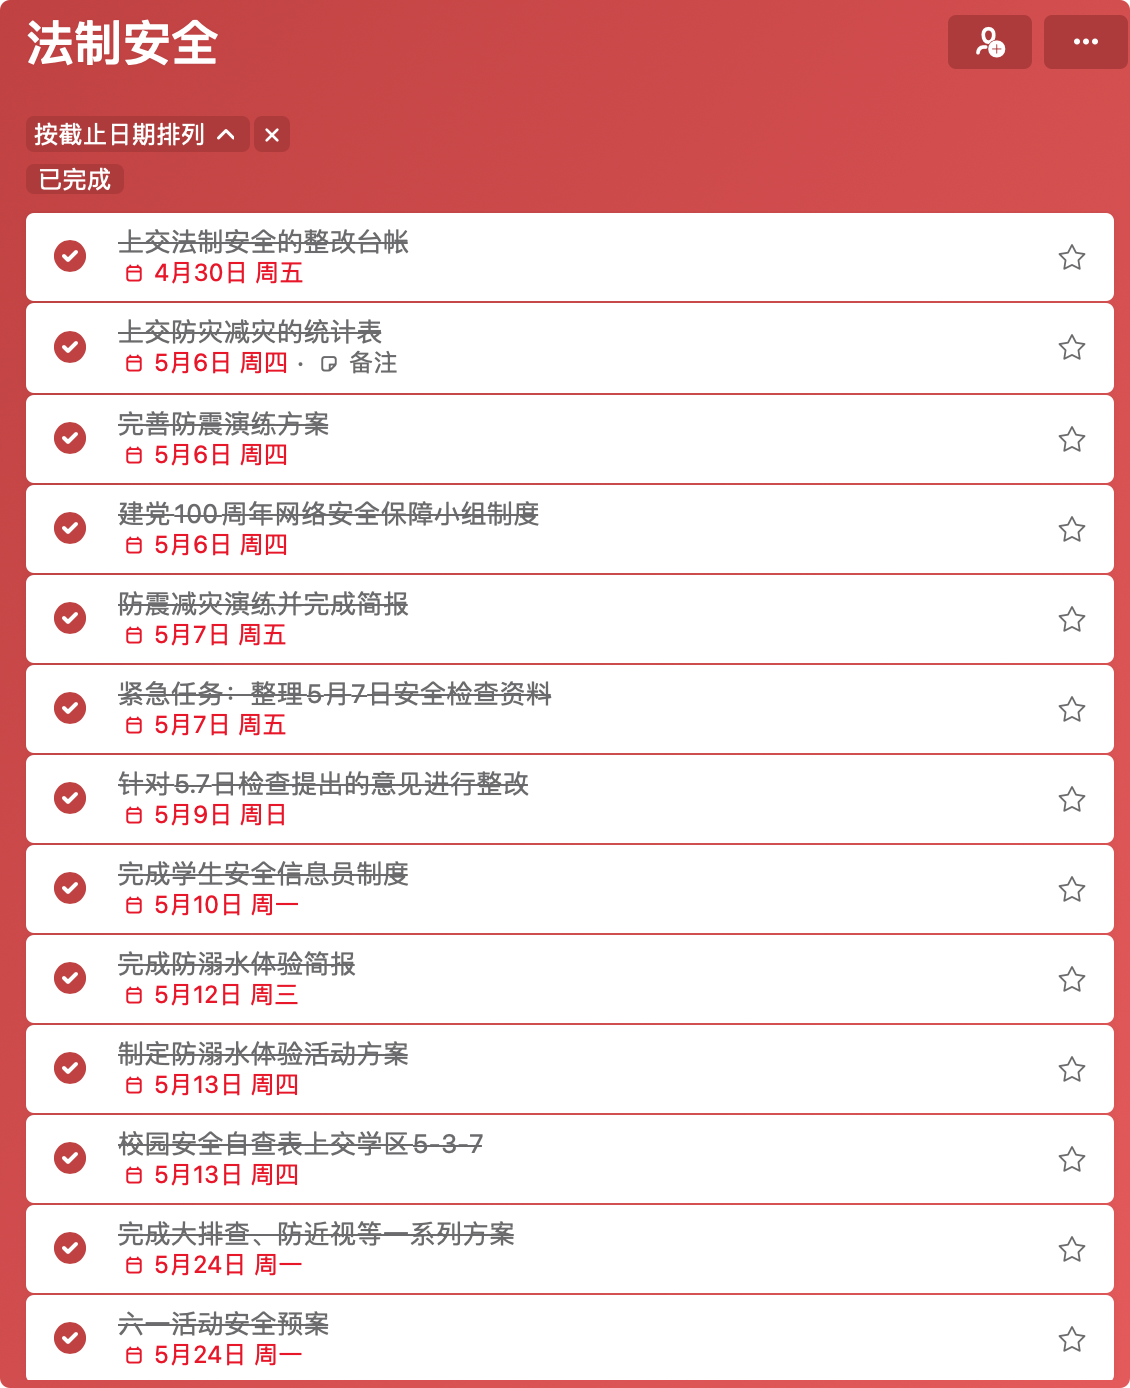 法制安全
按截止日期排列
已完成
上交法制安全的整改台帐
4月30日 周五
上交防灾减灾的统计表
5月6日 周四 · 备注
完善防震演练方案
5月6日 周四
建党100周年网络安全保障小组制度
5月6日 周四
防震减灾演练并完成简报
5月7日 周五
紧急任务：整理5月7日安全检查资料
5月7日 周五
针对5.7日检查提出的意见进行整改
5月9日 周日
完成学生安全信息员制度
5月10日 周一
完成防溺水体验简报
5月12日 周三
制定防溺水体验活动方案
5月13日 周四
校园安全自查表上交学区5-3-7
5月13日 周四
完成大排查、防近视等一系列方案
5月24日 周一
六一活动安全预案
5月24日 周一